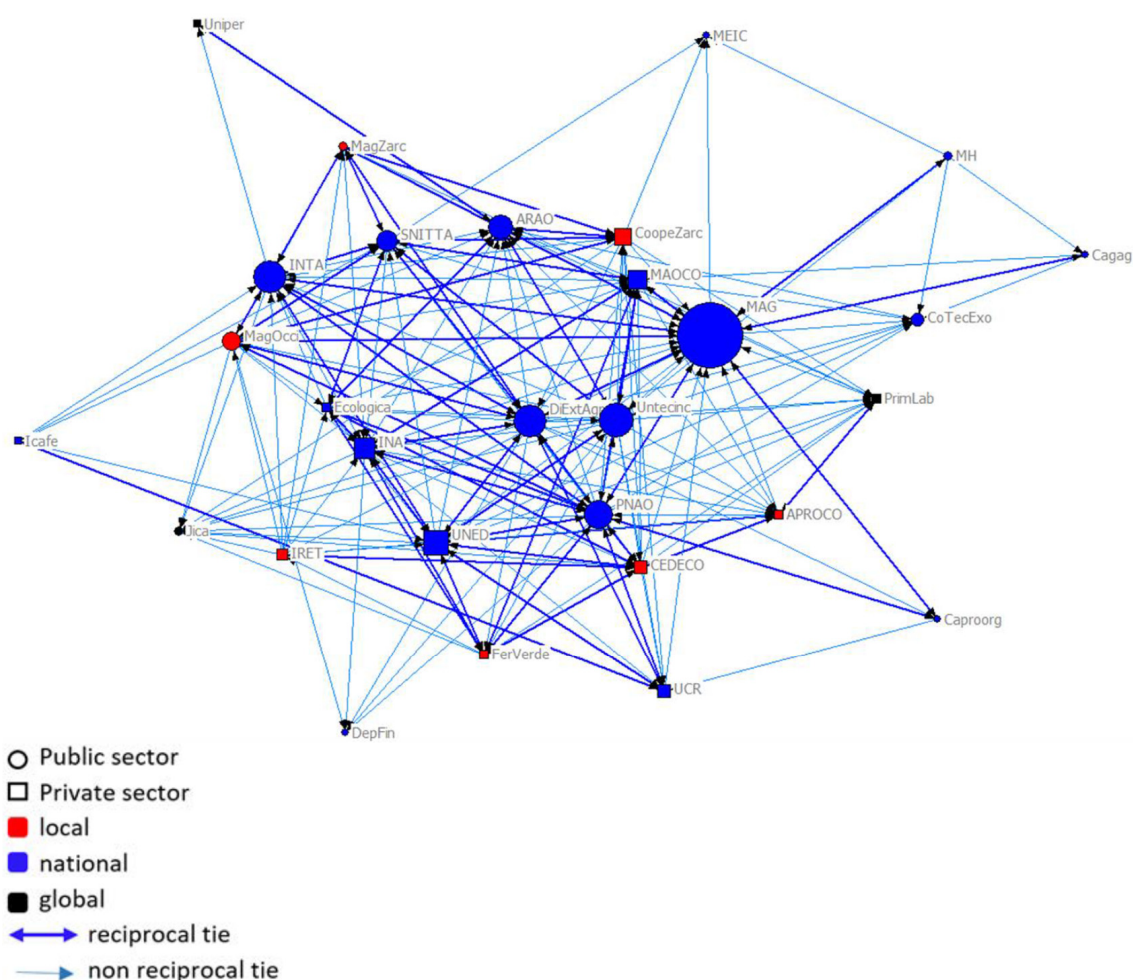 Uniper
MEIC
MagZarc
MH
ARAO
CoopeZarc
SNITTA
Cagag
INTA
MAOCO
MAG
CoTecExo
MagOcci
PrimLab
Ecologica
DiExtAgr
Untecinc
Icafe
INA
PNAO
APROCO
Jica
UNED
IRET
CEDECO
Caproorg
FerVerde
UCR
DepFin
Public sector
Private sector
local
national
global
reciprocal tie
non reciprocal tie